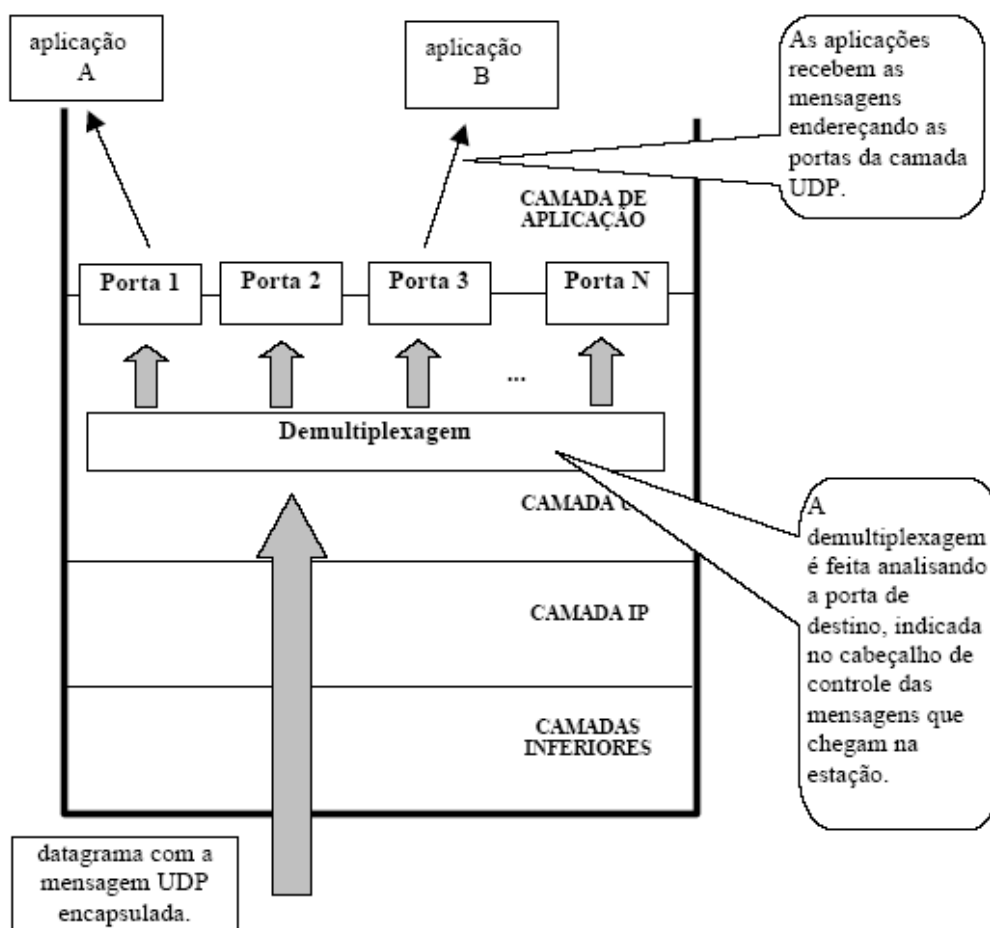 aplicação
A
aplicação
B
As aplicações
recebem as
mensagens
endereçando as
portas da camada
UDP.
CAMADA DE
APLICAÇÃO
Porta 1
Porta 2
Porta 3
Porta N
...
Demultiplexagem
CAMADA U
A
demultiplexagem
é feita analisando
a porta de
destino, indicada
no cabeçalho de
controle das
mensagens que
chegam na
estação.
CAMADA IP
CAMADAS
INFERIORES
datagrama com a
mensagem UDP
encapsulada.